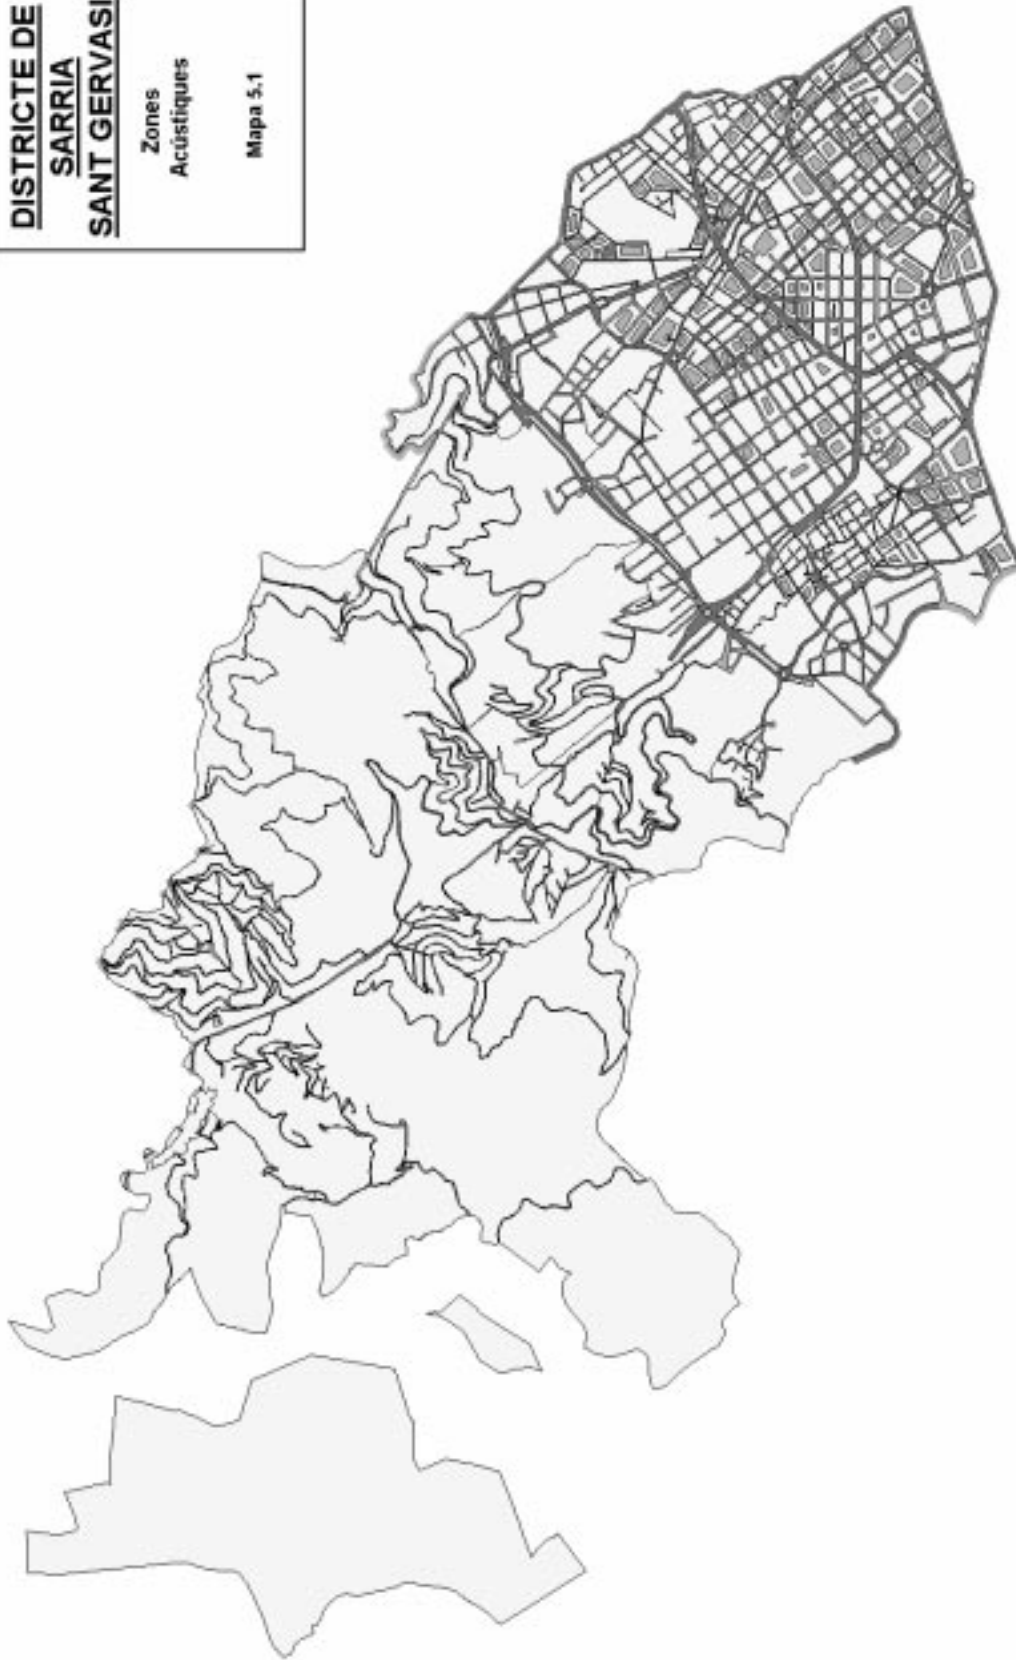 DISTRICTE DE
SARRIA
SANT GERVASI
Zones
Acústiques
Mapa 5.1